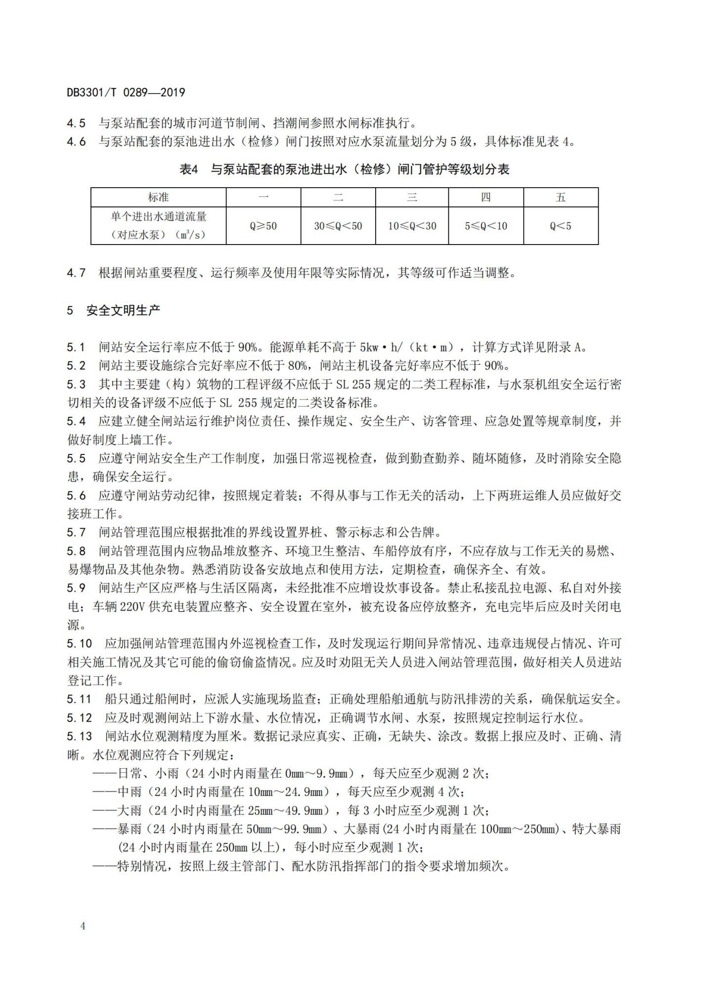 DB3301/T 0289—2019
4.5 与泵站配套的城市河道节制闸、挡潮闸参照水闸标准执行。
4.6 与泵站配套的泵池进出水（检修）闸门按照对应水泵流量划分为 5 级，具体标准见表 4。
表4 与泵站配套的泵池进出水（检修）闸门管护等级划分表
标准 一 二 三 四 五
单个进出水通道流量
（对应水泵）（m³/s） Q≥50 30≤Q＜50 10≤Q＜30 5≤Q＜10 Q＜5
4.7 根据闸站重要程度、运行频率及使用年限等实际情况，其等级可作适当调整。
5 安全文明生产
5.1 闸站安全运行率应不低于 90%。能源单耗不高于 5kw·h/（kt·m），计算方式详见附录 A。
5.2 闸站主要设施综合完好率应不低于 80%，闸站主机设备完好率应不低于 90%。
5.3 其中主要建（构）筑物的工程评级不应低于 SL 255 规定的二类工程标准，与水泵机组安全运行密
切相关的设备评级不应低于 SL 255 规定的二类设备标准。
5.4 应建立健全闸站运行维护岗位责任、操作规定、安全生产、访客管理、应急处置等规章制度，并
做好制度上墙工作。
5.5 应遵守闸站安全生产工作制度，加强日常巡视检查，做到勤查勤养、随坏随修，及时消除安全隐
患，确保安全运行。
5.6 应遵守闸站劳动纪律，按照规定着装；不得从事与工作无关的活动，上下两班运维人员应做好交
接班工作。
5.7 闸站管理范围应根据批准的界线设置界桩、警示标志和公告牌。
5.8 闸站管理范围内应物品堆放整齐、环境卫生整洁、车船停放有序，不应存放与工作无关的易燃、
易爆物品及其他杂物。熟悉消防设备安放地点和使用方法，定期检查，确保齐全、有效。
5.9 闸站生产区应严格与生活区隔离，未经批准不应增设炊事设备。禁止私接乱拉电源、私自对外接
电；车辆 220V 供充电装置应整齐、安全设置在室外，被充设备应停放整齐，充电完毕后应及时关闭电
源。
5.10 应加强闸站管理范围内外巡视检查工作，及时发现运行期间异常情况、违章违规侵占情况、许可
相关施工情况及其它可能的偷窃偷盗情况。应及时劝阻无关人员进入闸站管理范围，做好相关人员进站
登记工作。
5.11 船只通过船闸时，应派人实施现场监查；正确处理船舶通航与防汛排涝的关系，确保航运安全。
5.12 应及时观测闸站上下游水量、水位情况，正确调节水闸、水泵，按照规定控制运行水位。
5.13 闸站水位观测精度为厘米。数据记录应真实、正确，无缺失、涂改。数据上报应及时、正确、清
晰。水位观测应符合下列规定：
——日常、小雨（24 小时内雨量在 0mm～9.9mm），每天应至少观测 2 次；
——中雨（24 小时内雨量在 10mm～24.9mm），每天应至少观测 4 次；
——大雨（24 小时内雨量在 25mm～49.9mm），每 3 小时应至少观测 1 次；
——暴雨（24 小时内雨量在 50mm～99.9mm）、大暴雨(24 小时内雨量在 100mm～250mm)、特大暴雨
(24 小时内雨量在 250mm 以上)，每小时应至少观测 1 次；
——特别情况，按照上级主管部门、配水防汛指挥部门的指令要求增加频次。
4